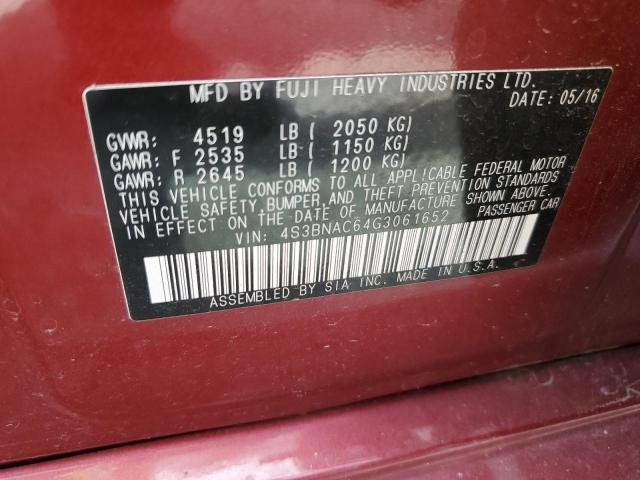 MFD BY FUJI HEAVY INDUSTRIES LTD.
DATE: 05/16
GVWR: 4519 LB ( 2050 KG)
GAWR: F 2535 LB ( 1150 KG)
GAWR: R 2645 LB ( 1200 KG)
THIS VEHICLE CONFORMS TO ALL APPLICABLE FEDERAL MOTOR
VEHICLE SAFETY, BUMPER, AND THEFT PREVENTION STANDARDS
IN EFFECT ON THE DATE OF MANUFACTURE SHOWN ABOVE.
VIN: 4S3BNAC64G3061652 PASSENGER CAR
ASSEMBLED BY SIA INC. MADE IN U.S.A.